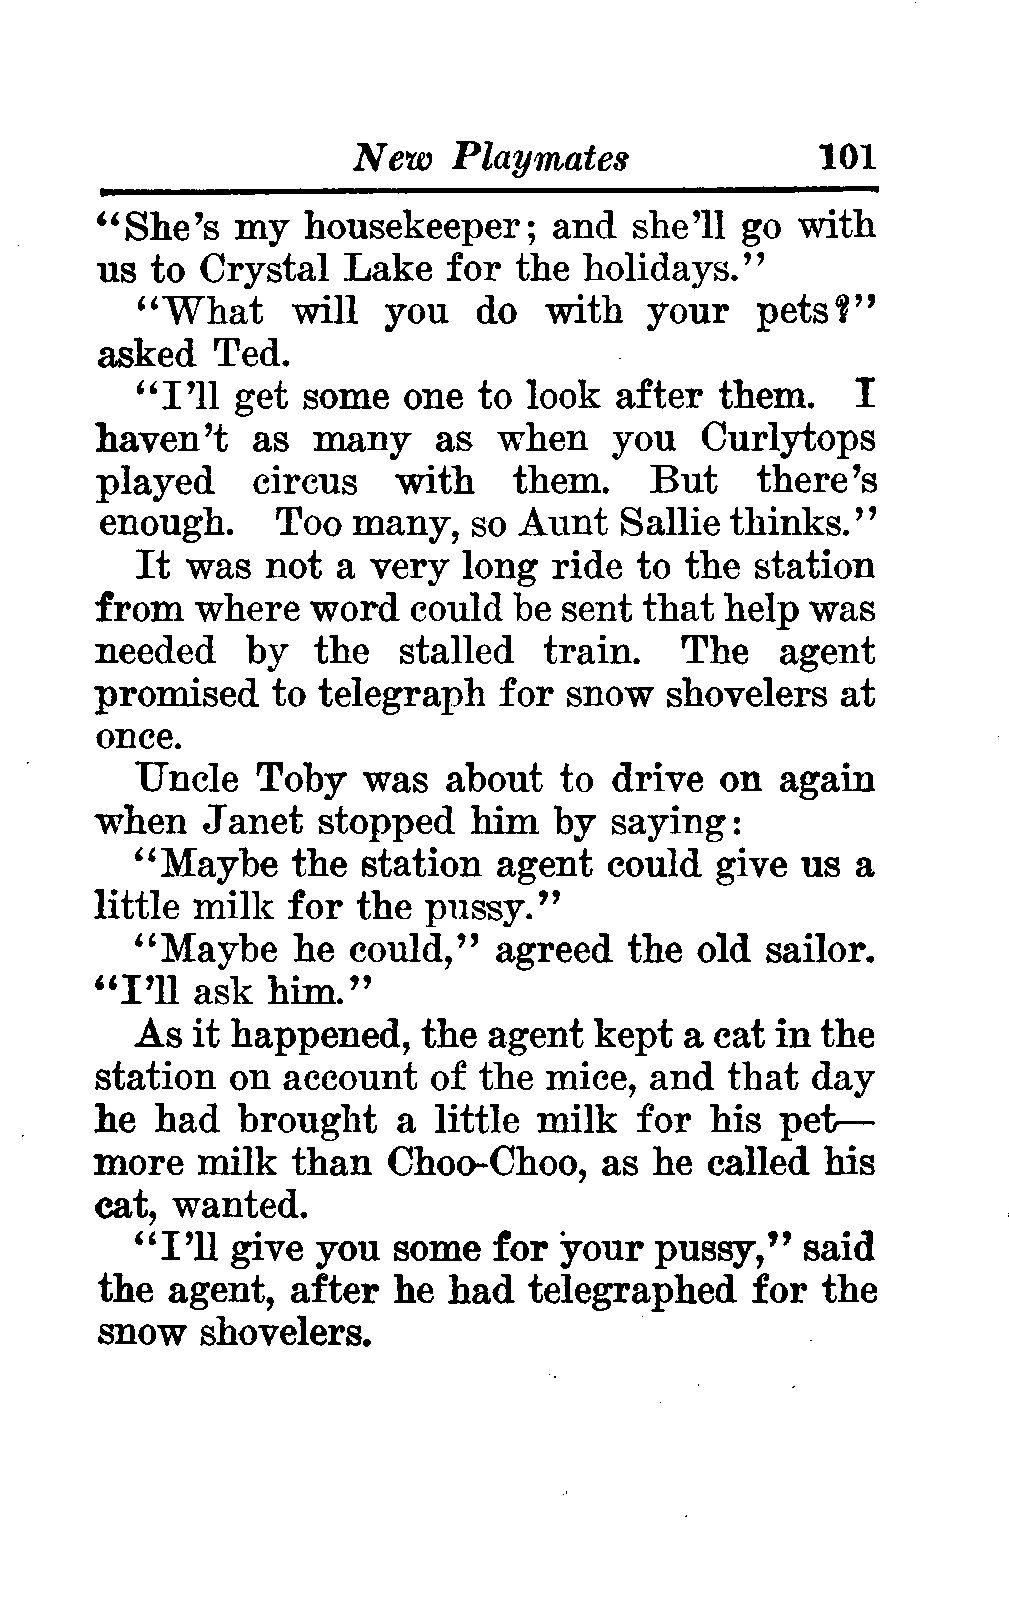 New Playmates 101
“She’s my housekeeper; and she’ll go with
us to Crystal Lake for the holidays.”
“What will you do with your pets?”
asked Ted.
“I’ll get some one to look after them. I
haven’t as many as when you Curlytops
played circus with them. But there’s
enough. Too many, so Aunt Sallie thinks.”
It was not a very long ride to the station
from where word could be sent that help was
needed by the stalled train. The agent
promised to telegraph for snow shovelers at
once.
Uncle Toby was about to drive on again
when Janet stopped him by saying:
“Maybe the station agent could give us a
little milk for the pussy.”
“Maybe he could,” agreed the old sailor.
“I’ll ask him.”
As it happened, the agent kept a cat in the
station on account of the mice, and that day
he had brought a little milk for his pet—
more milk than Choo-Choo, as he called his
cat, wanted.
“I’ll give you some for your pussy,” said
the agent, after he had telegraphed for the
snow shovelers.